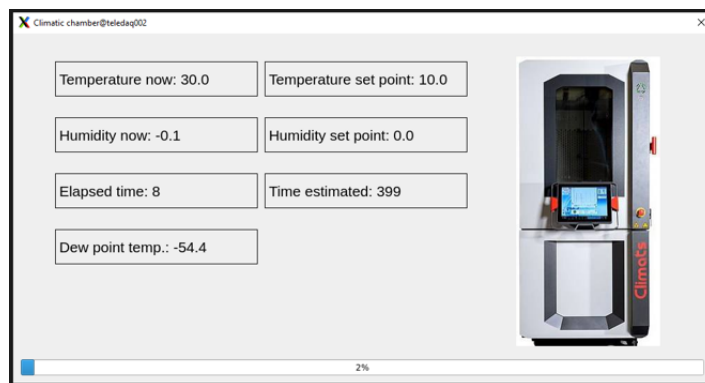 Climatic chamber@teledaq002
Temperature now: 30.0
Temperature set point: 10.0
Humidity now: -0.1
Humidity set point: 0.0
Elapsed time: 8
Time estimated: 399
Dew point temp.: -54.4
Climats
2%